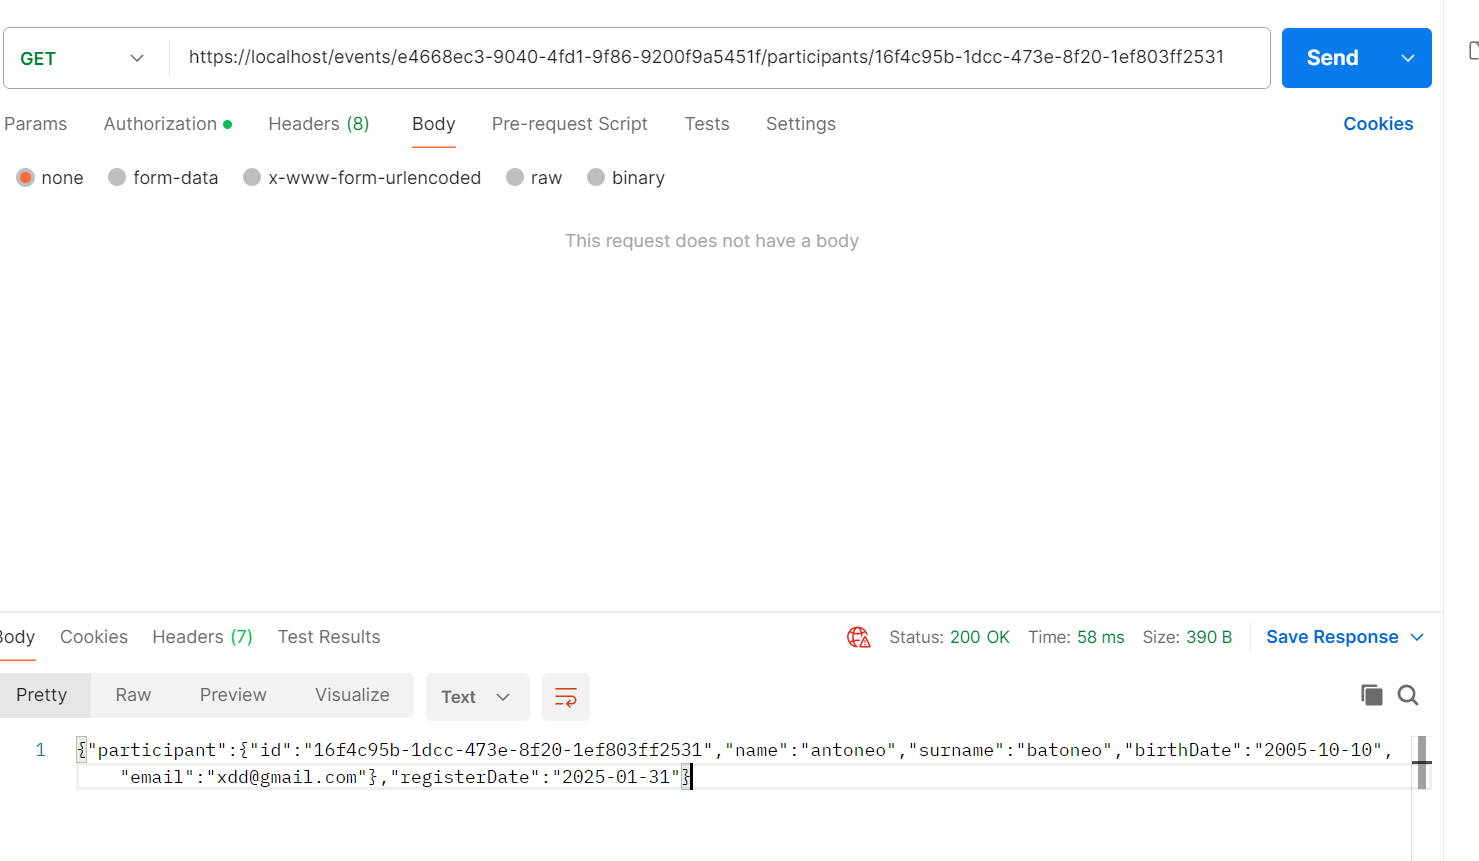 GET https://localhost/events/e4668ec3-9040-4fd1-9f86-9200f9a5451f/participants/16f4c95b-1dcc-473e-8f20-1ef803ff2531 Send
Params Authorization Headers (8) Body Pre-request Script Tests Settings Cookies
none form-data x-www-form-urlencoded raw binary
This request does not have a body
Body Cookies Headers (7) Test Results Status: 200 OK Time: 58 ms Size: 390 B Save Response
Pretty Raw Preview Visualize Text
1 {"participant":{"id":"16f4c95b-1dcc-473e-8f20-1ef803ff2531","name":"antoneo","surname":"batoneo","birthDate":"2005-10-10",
"email":"xdd@gmail.com"},"registerDate":"2025-01-31"}